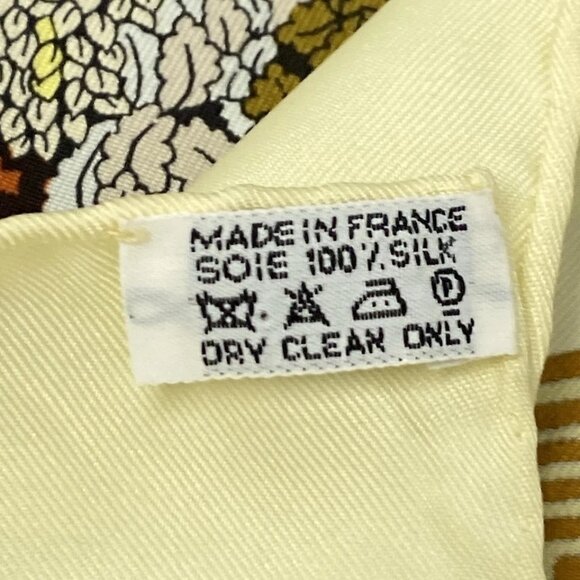 MADE IN FRANCE
SOIE 100% SILK
P
DRY CLEAN ONLY